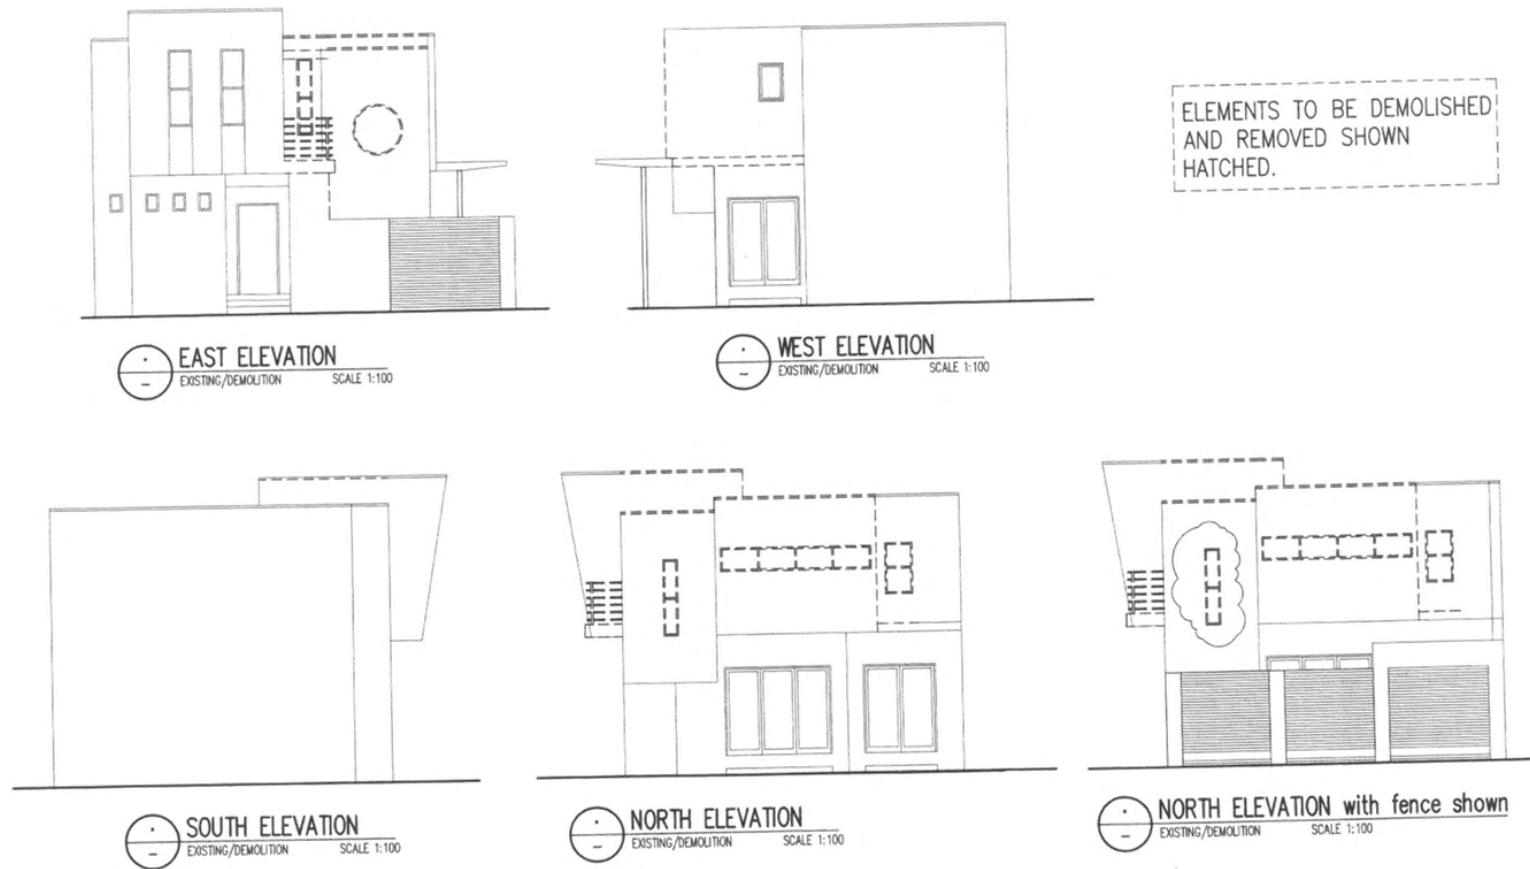 ELEMENTS TO BE DEMOLISHED
AND REMOVED SHOWN
HATCHED.
EAST ELEVATION
EXISTING/DEMOLITION SCALE 1:100
WEST ELEVATION
EXISTING/DEMOLITION SCALE 1:100
SOUTH ELEVATION
EXISTING/DEMOLITION SCALE 1:100
NORTH ELEVATION
EXISTING/DEMOLITION SCALE 1:100
NORTH ELEVATION with fence shown
EXISTING/DEMOLITION SCALE 1:100